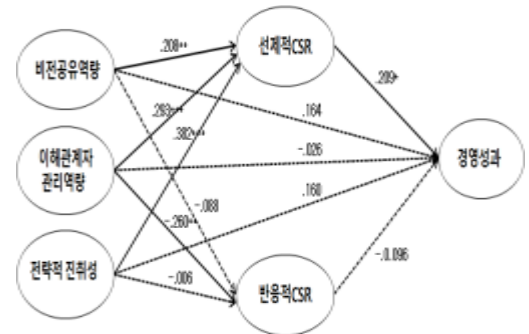 선제적CSR
.208**
비전공유역량
.209*
.293***
.164
.382***
이해관계자
관리역량
-.026
경영성과
-.088
-.260**
.160
전략적 진취성
-.006
-.0.096
반응적CSR